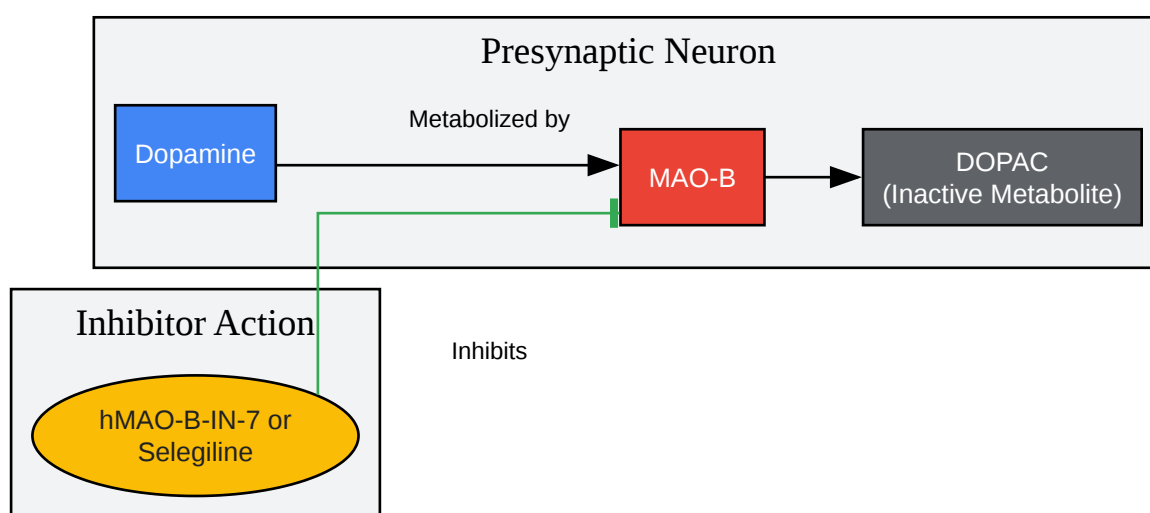 Presynaptic Neuron
Metabolized by
Dopamine
MAO-B
DOPAC
(Inactive Metabolite)
Inhibitor Action
Inhibits
hMAO-B-IN-7 or
Selegiline